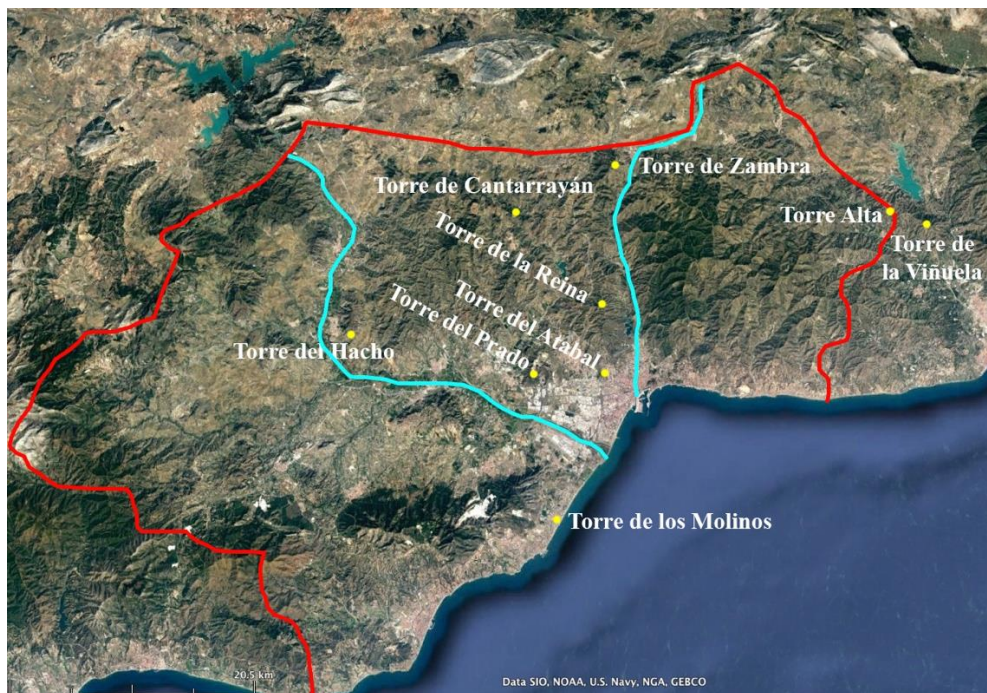 Torre de Zambra
Torre de Cantarrayán
Torre Alta
Torre de
la Viñuela
Torre de la Reina
Torre del Atabal
Torre del Prado
Torre del Hacho
Torre de los Molinos
20.5 km
Data SIO, NOAA, U.S. Navy, NGA, GEBCO